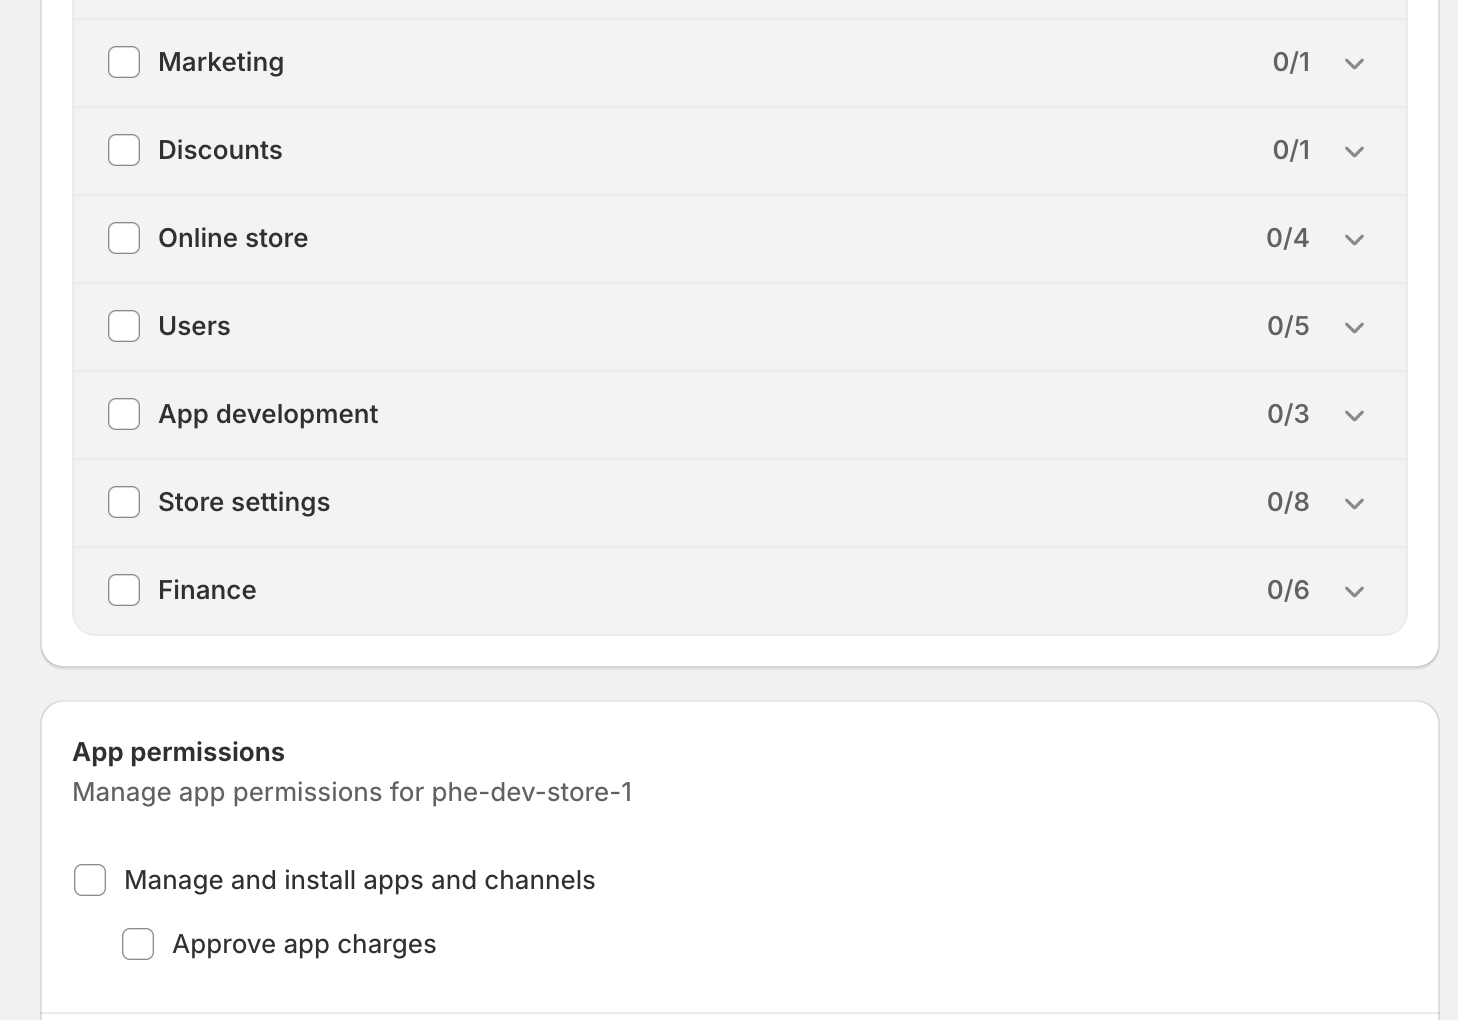 Marketing 0/1
Discounts 0/1
Online store 0/4
Users 0/5
App development 0/3
Store settings 0/8
Finance 0/6
App permissions
Manage app permissions for phe-dev-store-1
Manage and install apps and channels
Approve app charges